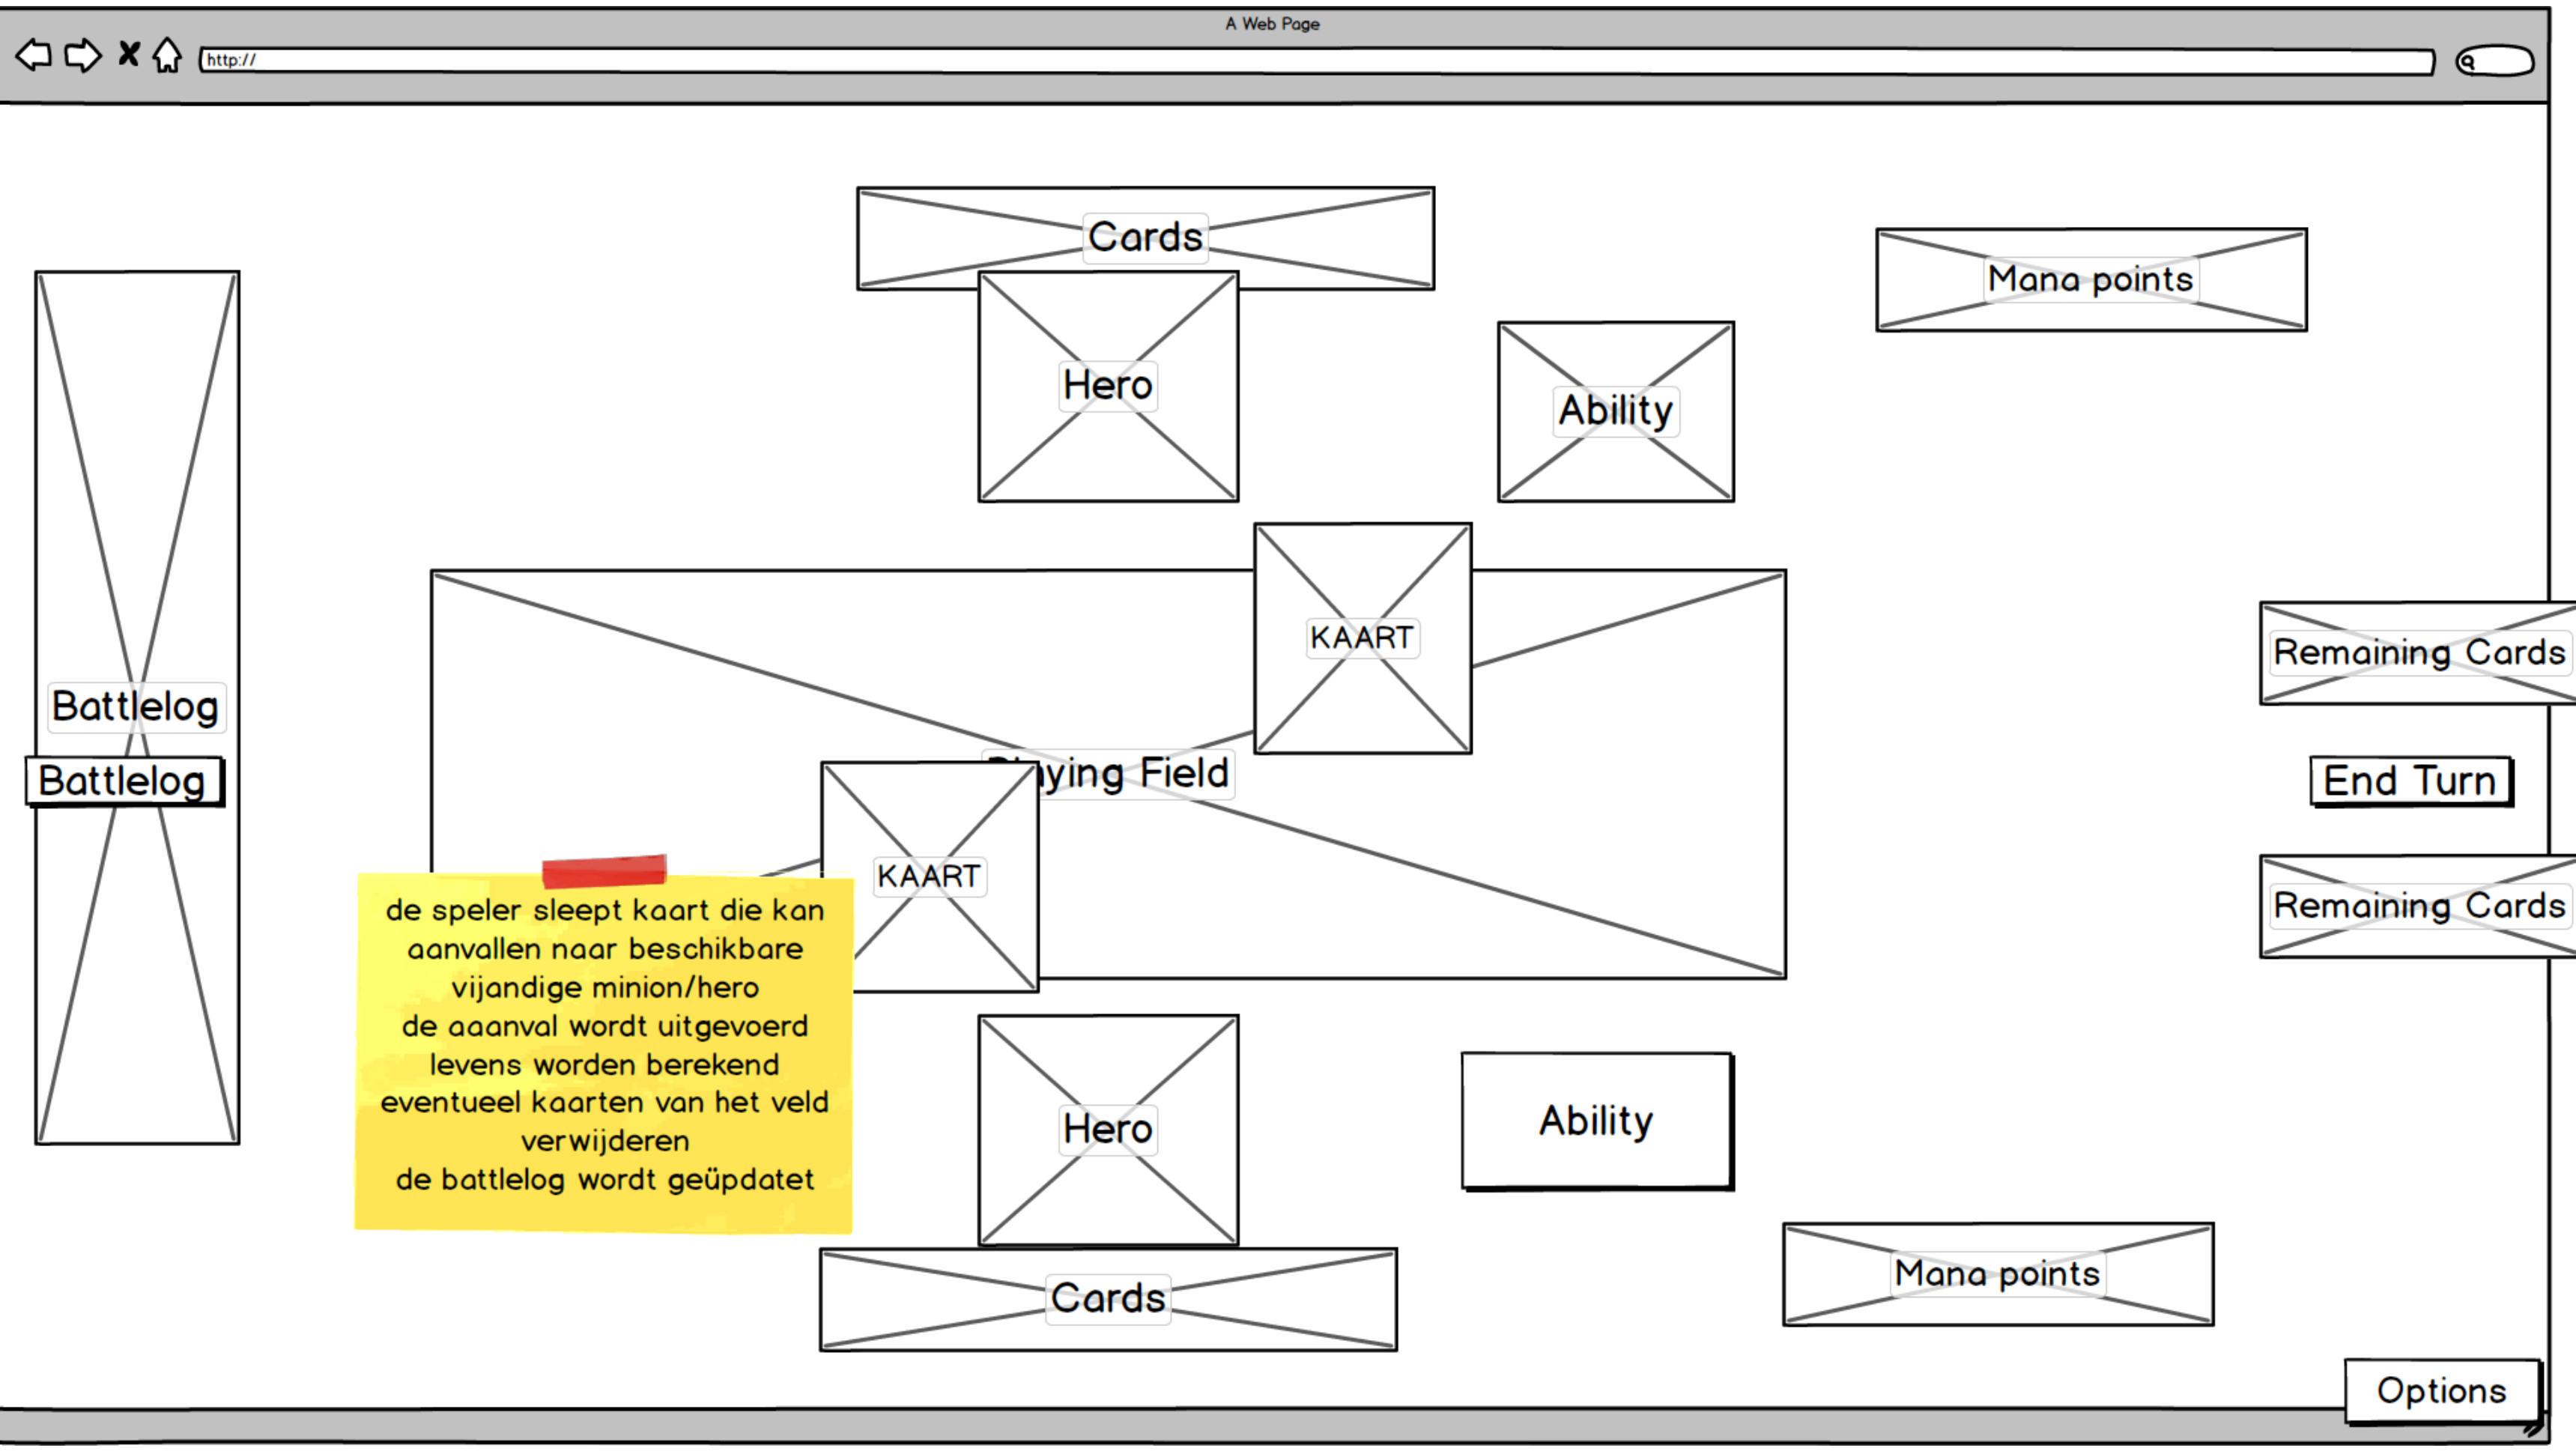 A Web Page
http://
Cards
Mana points
Hero
Ability
KAART
Remaining Cards
Battlelog
Battlelog
Field
End Turn
KAART
Remaining Cards
de speler sleept kaart die kan
aanvallen naar beschikbare
vijandige minion/hero
de aaanval wordt uitgevoerd
levens worden berekend
eventueel kaarten van het veld
verwijderen
de battlelog wordt geüpdatet
Hero
Ability
Cards
Mana points
Options